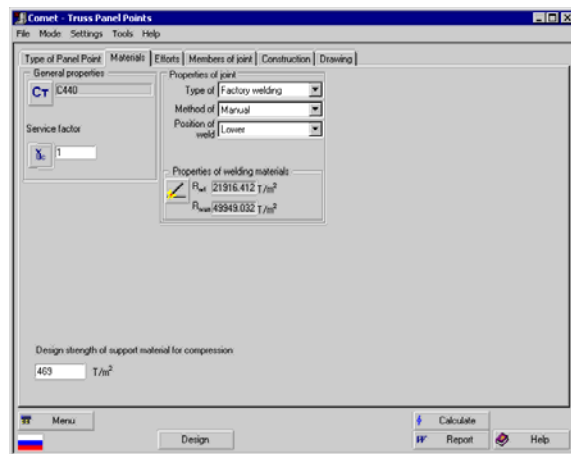 Comet - Truss Panel Points
File Mode Settings Tools Help
Type of Panel Point Materials Efforts Members of joint Construction Drawing
General properties
Ст C440
Service factor
γc 1
Properties of joint
Type of Factory welding
Method of Manual
Position of weld Lower
Properties of welding materials
Rwf 21916.412 T/m²
49949.032 T/m²
Design strength of support material for compression
469 T/m²
Menu
Calculate
Design
Report
Help